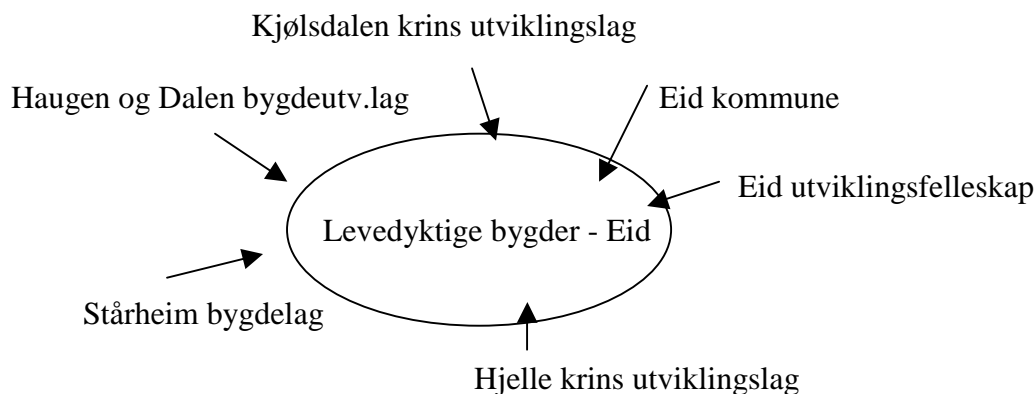 Kjølsdalen krins utviklingslag
Haugen og Dalen bygdeutv.lag
Eid kommune
Eid utviklingsfelleskap
Levedyktige bygder - Eid
Stårheim bygdelag
Hjelle krins utviklingslag